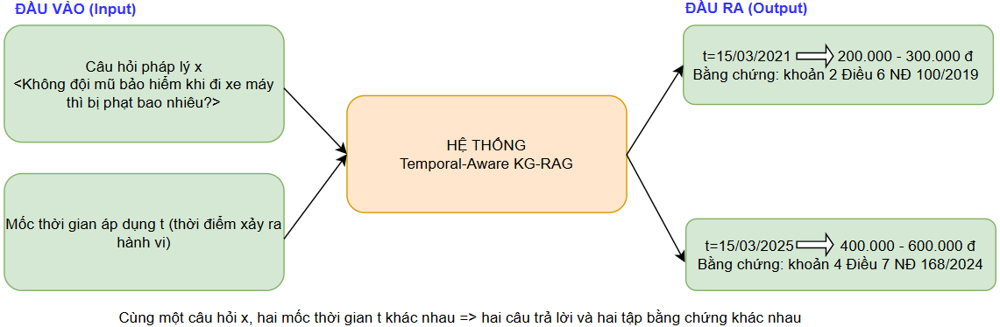 ĐẦU VÀO (Input)
Câu hỏi pháp lý x
<Không đội mũ bảo hiểm khi đi xe máy
thì bị phạt bao nhiêu?>
Mốc thời gian áp dụng t (thời điểm xảy ra
hành vi)
HỆ THỐNG
Temporal-Aware KG-RAG
ĐẦU RA (Output)
t=15/03/2021 200.000 - 300.000 đ
Bằng chứng: khoản 2 Điều 6 NĐ 100/2019
t=15/03/2025 400.000 - 600.000 đ
Bằng chứng: khoản 4 Điều 7 NĐ 168/2024
Cùng một câu hỏi x, hai mốc thời gian t khác nhau => hai câu trả lời và hai tập bằng chứng khác nhau